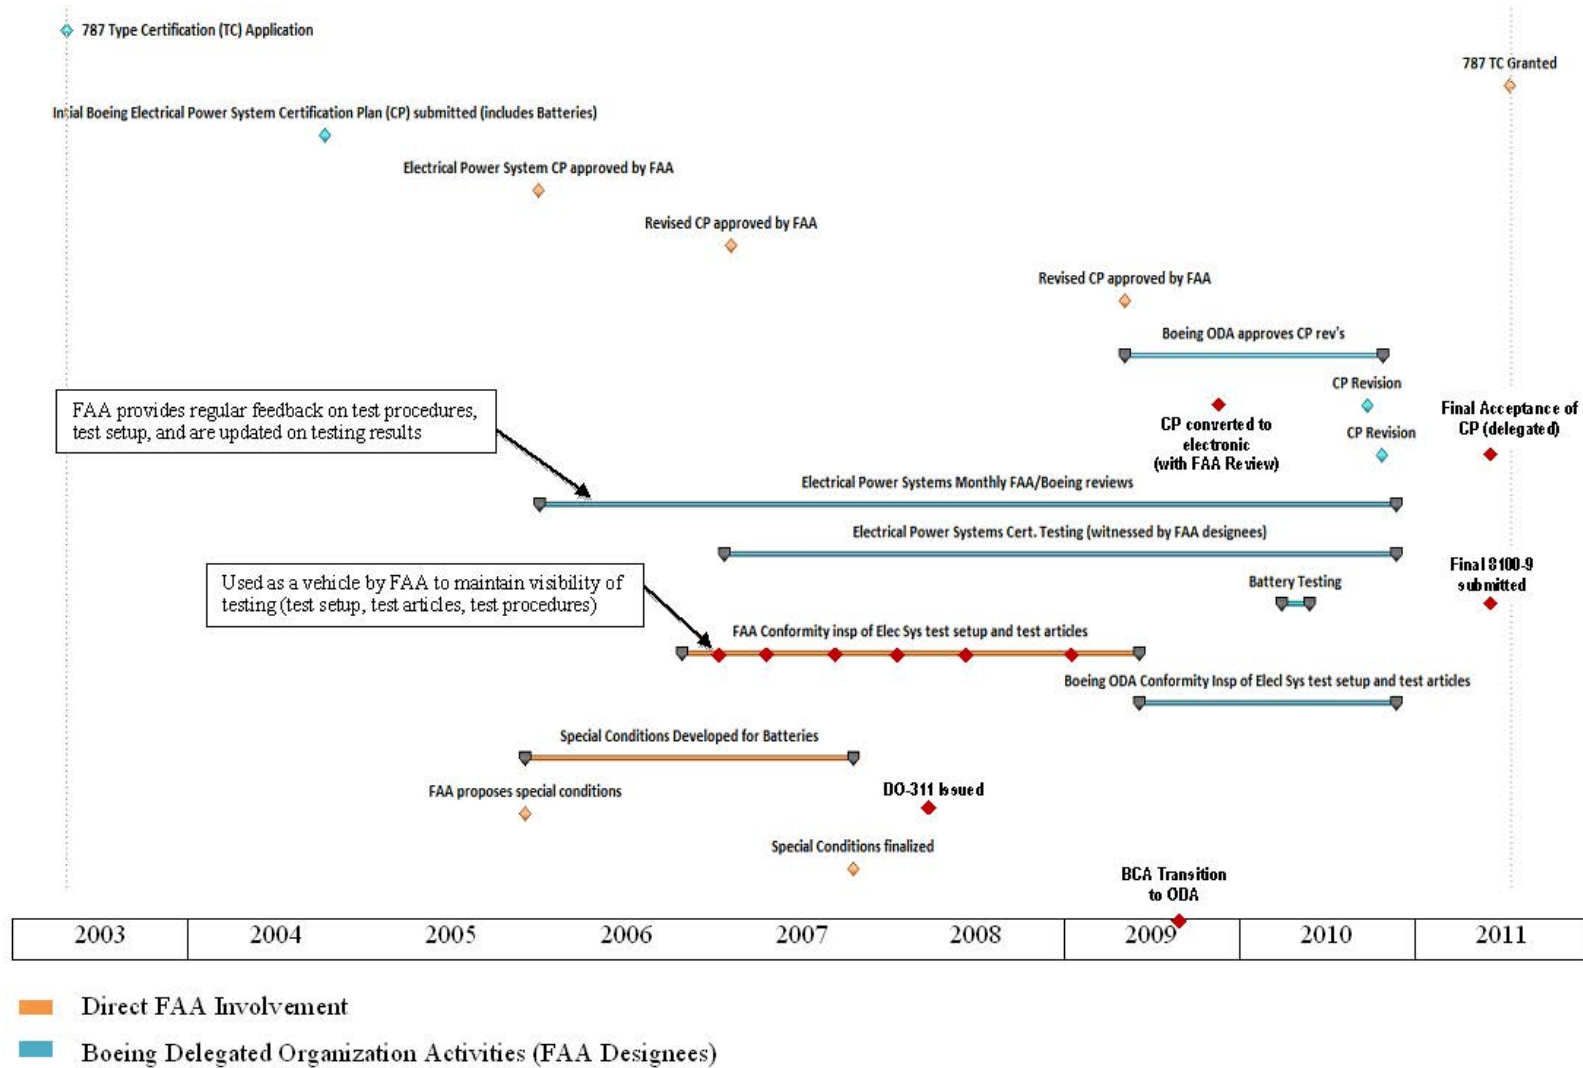 787 Type Certification (TC) Application
787 TC Granted
Intial Boeing Electrical Power System Certification Plan (CP) submitted (includes Batteries)
Electrical Power System CP approved by FAA
Revised CP approved by FAA
Revised CP approved by FAA
Boeing ODA approves CP rev's
CP Revision
FAA provides regular feedback on test procedures,
test setup, and are updated on testing results
CP converted to
electronic
(with FAA Review)
CP Revision
Final Acceptance of
CP (delegated)
Electrical Power Systems Monthly FAA/Boeing reviews
Electrical Power Systems Cert. Testing (witnessed by FAA designees)
Used as a vehicle by FAA to maintain visibility of
testing (test setup, test articles, test procedures)
Battery Testing
Final 8100-9
submitted
FAA Conformity insp of Elec Sys test setup and test articles
Boeing ODA Conformity Insp of Elecl Sys test setup and test articles
Special Conditions Developed for Batteries
FAA proposes special conditions
DO-311 Issued
Special Conditions finalized
BCA Transition
to ODA
2003 2004 2005 2006 2007 2008 2009 2010 2011
Direct FAA Involvement
Boeing Delegated Organization Activities (FAA Designees)